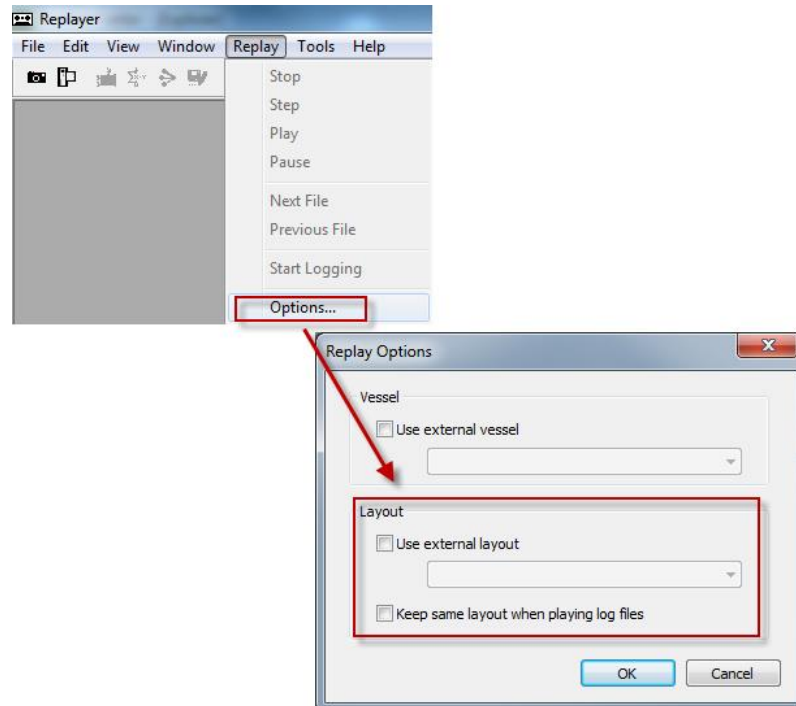 Replayer
File Edit View Window Replay Tools Help
Stop
Step
Play
Pause
Next File
Previous File
Start Logging
Options...
Replay Options
Vessel
Use external vessel
Layout
Use external layout
Keep same layout when playing log files
OK Cancel